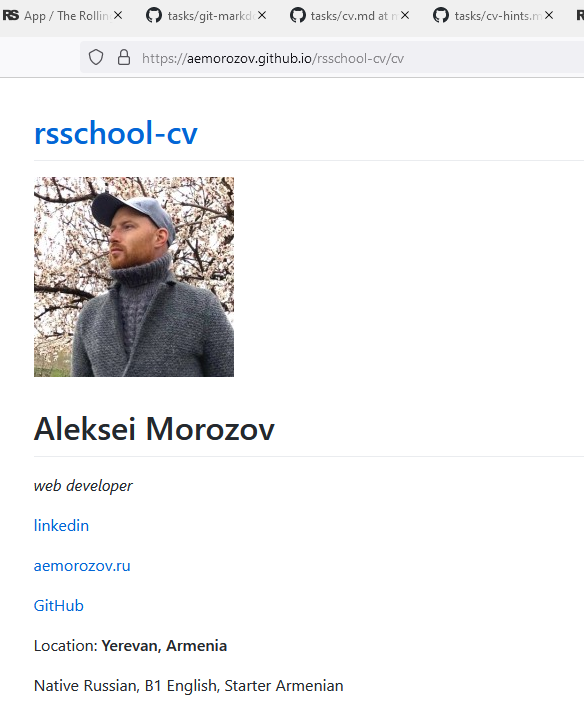 RS App / The Rollin
tasks/git-markdo
tasks/cv.md at m
tasks/cv-hints.m
https://aemorozov.github.io/rsschool-cv/cv
rsschool-cv
Aleksei Morozov
web developer
linkedin
aemorozov.ru
GitHub
Location: Yerevan, Armenia
Native Russian, B1 English, Starter Armenian